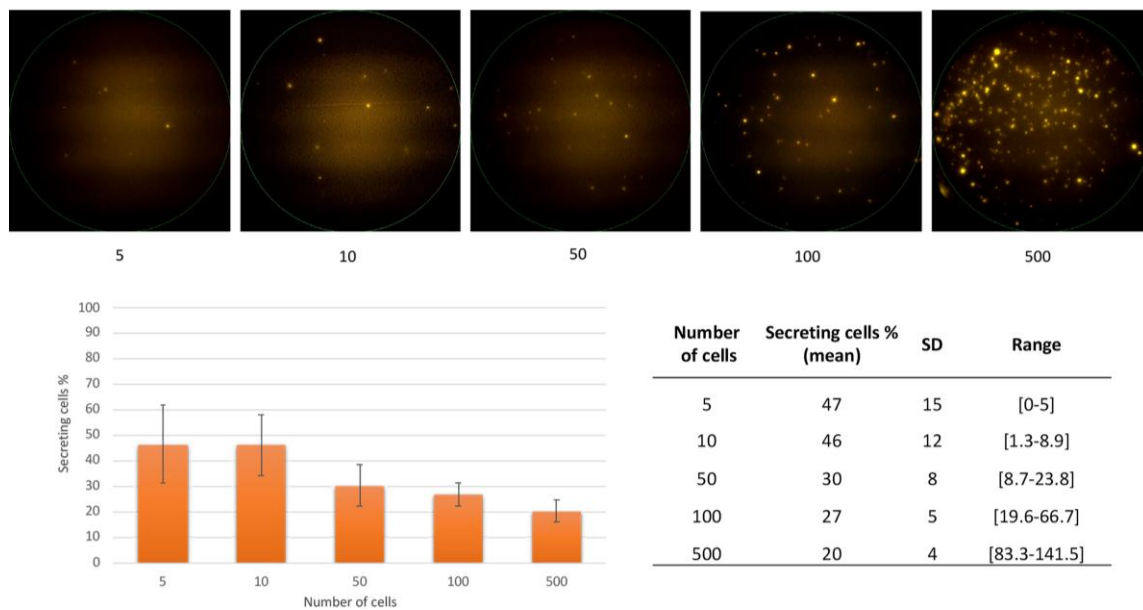 5 10 50 100 500
100
90
80
70
60
50
40
30
20
10
0
Secreting cells %
5 10 50 100 500
Number of cells
Number of cells Secreting cells % (mean) SD Range
5 47 15 [0-5]
10 46 12 [1.3-8.9]
50 30 8 [8.7-23.8]
100 27 5 [19.6-66.7]
500 20 4 [83.3-141.5]